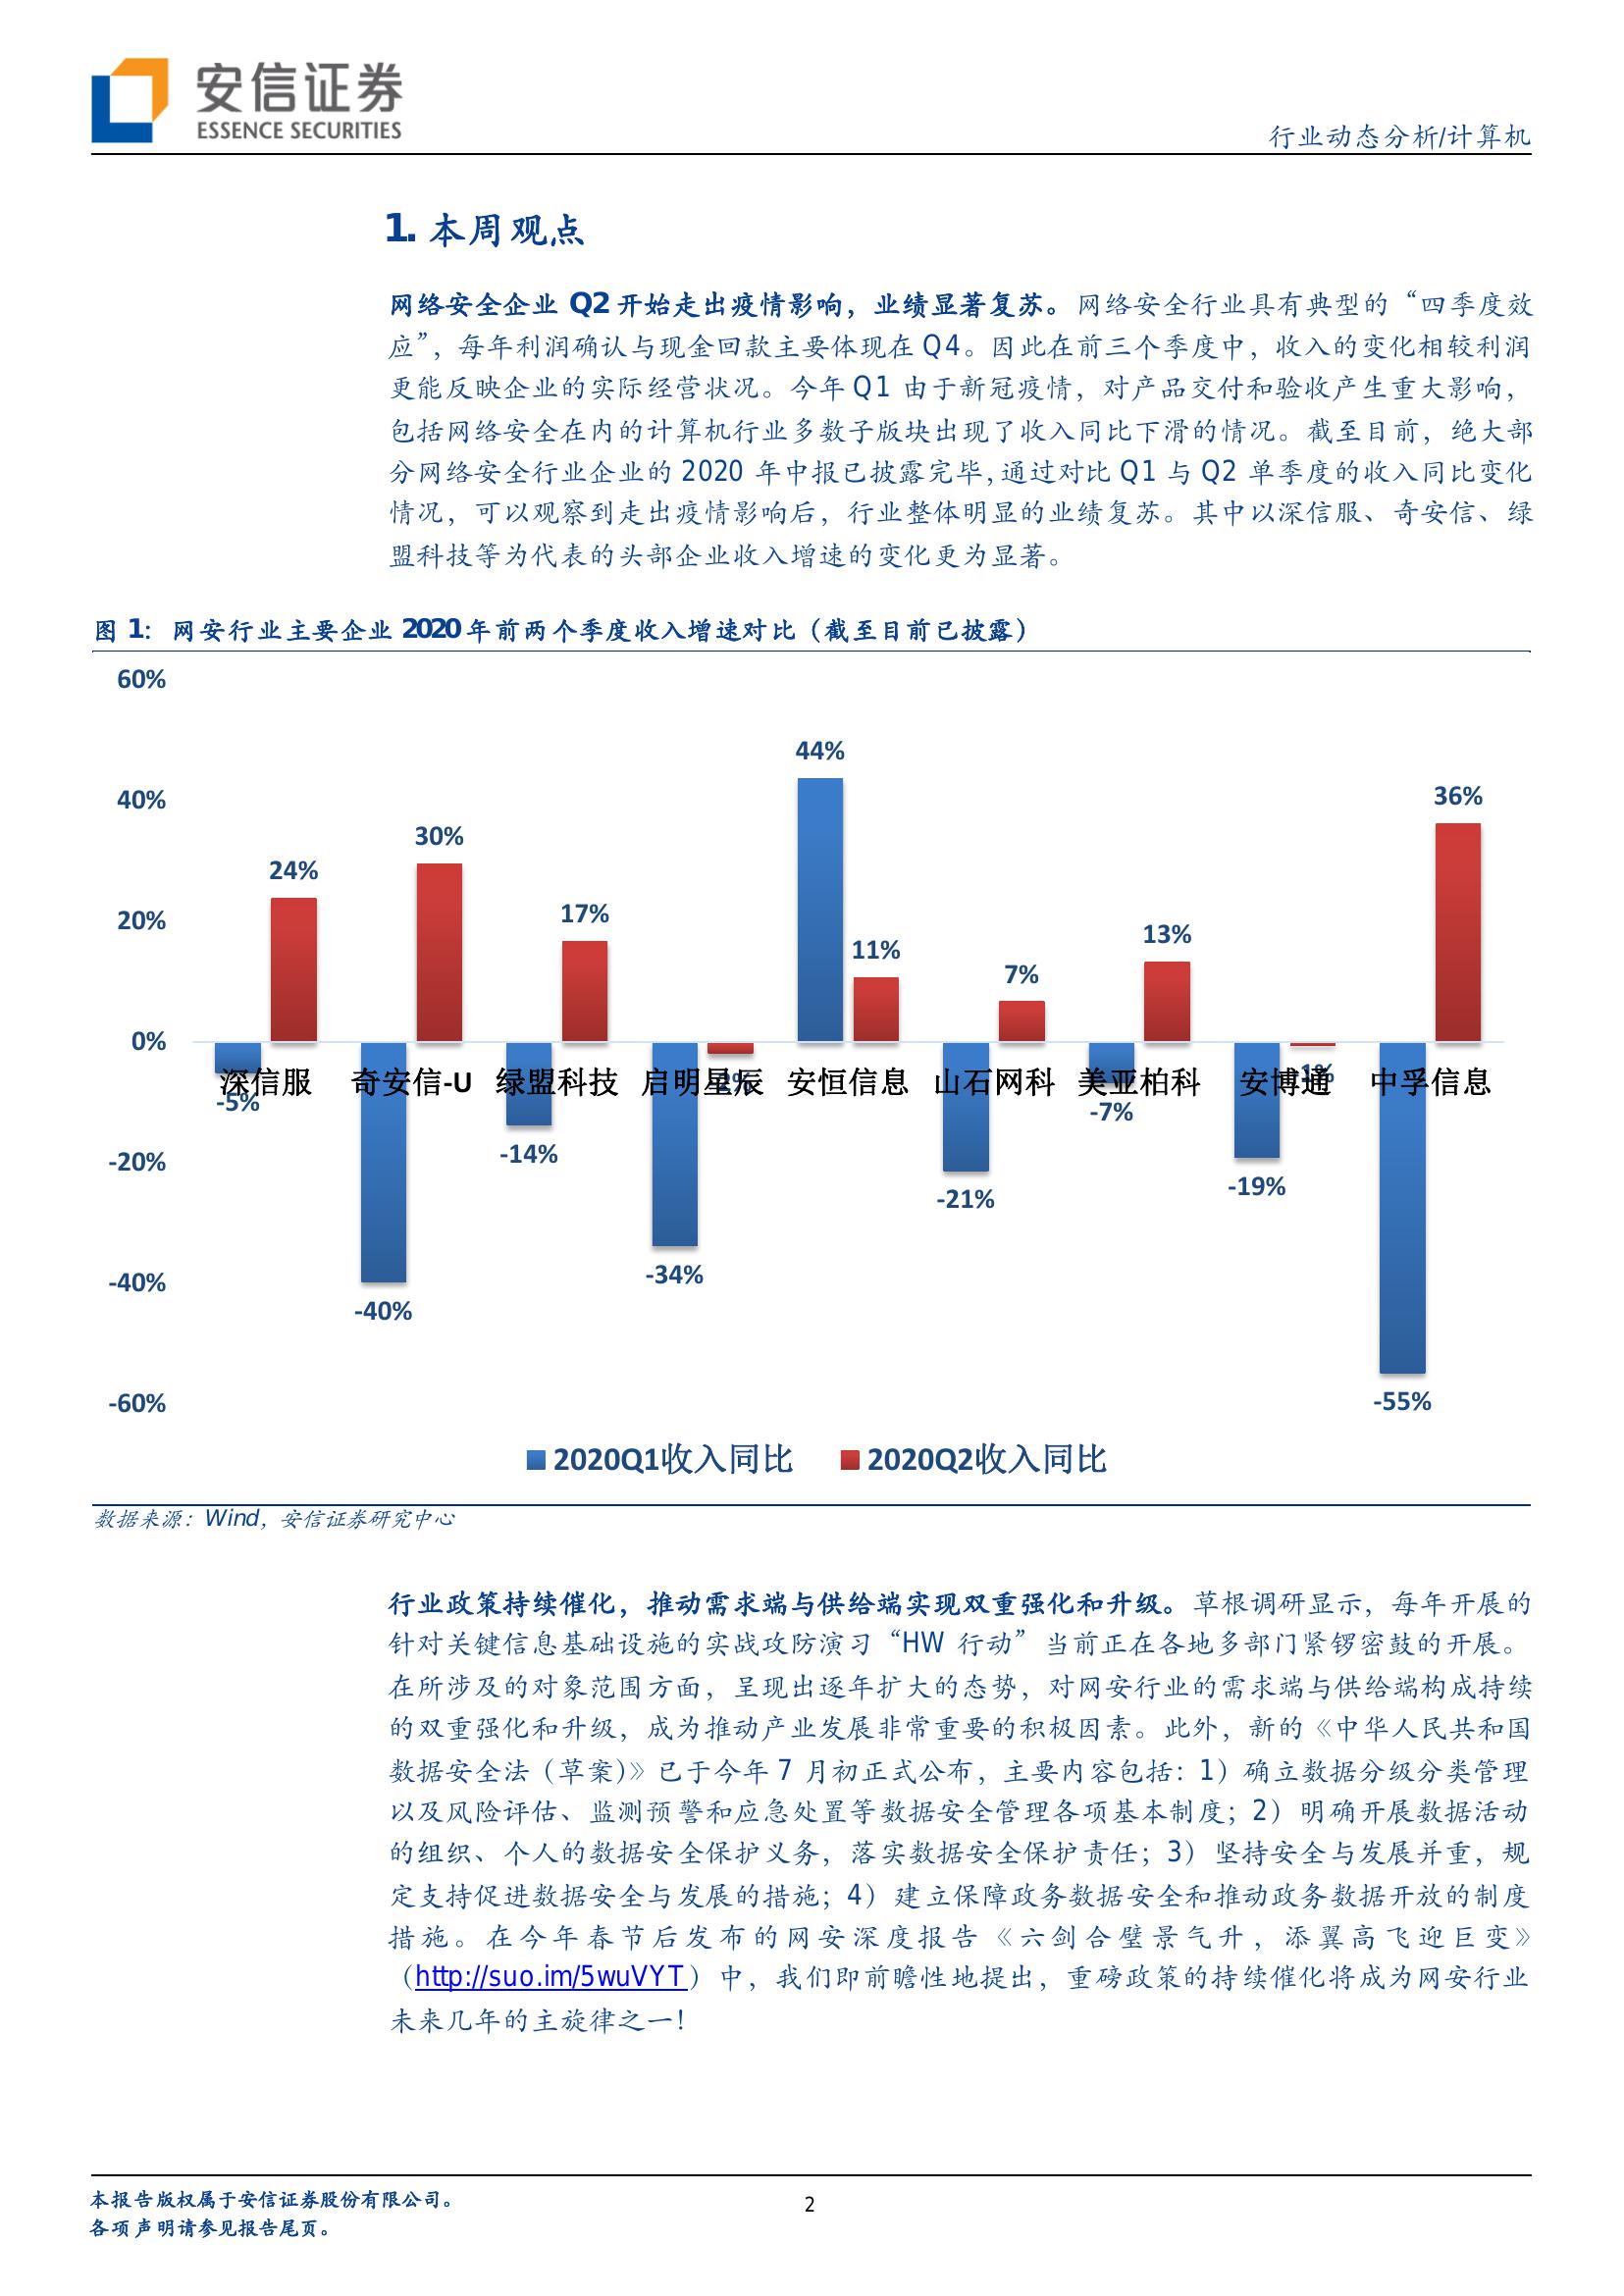 安信证券
ESSENCE SECURITIES
行业动态分析/计算机
1. 本周观点
网络安全企业 Q2 开始走出疫情影响，业绩显著复苏。网络安全行业具有典型的“四季度效
应”，每年利润确认与现金回款主要体现在 Q4。因此在前三个季度中，收入的变化相较利润
更能反映企业的实际经营状况。今年 Q1 由于新冠疫情，对产品交付和验收产生重大影响，
包括网络安全在内的计算机行业多数子版块出现了收入同比下滑的情况。截至目前，绝大部
分网络安全行业企业的 2020 年中报已披露完毕，通过对比 Q1 与 Q2 单季度的收入同比变化
情况，可以观察到走出疫情影响后，行业整体明显的业绩复苏。其中以深信服、奇安信、绿
盟科技等为代表的头部企业收入增速的变化更为显著。
图 1：网安行业主要企业 2020 年前两个季度收入增速对比（截至目前已披露）
60%
40%
20%
0%
-20%
-40%
-60%
24%
30%
17%
44%
11%
7%
13%
36%
深信服 奇安信-U 绿盟科技 启明星辰 安恒信息 山石网科 美亚柏科 安博通 中孚信息
-5%
-40%
-14%
-34%
-2%
-21%
-7%
-19%
-1%
-55%
2020Q1收入同比 2020Q2收入同比
数据来源：Wind，安信证券研究中心
行业政策持续催化，推动需求端与供给端实现双重强化和升级。草根调研显示，每年开展的
针对关键信息基础设施的实战攻防演习“HW 行动”当前正在各地多部门紧锣密鼓的开展。
在所涉及的对象范围方面，呈现出逐年扩大的态势，对网安行业的需求端与供给端构成持续
的双重强化和升级，成为推动产业发展非常重要的积极因素。此外，新的《中华人民共和国
数据安全法（草案）》已于今年 7 月初正式公布，主要内容包括：1）确立数据分级分类管理
以及风险评估、监测预警和应急处置等数据安全管理各项基本制度；2）明确开展数据活动
的组织、个人的数据安全保护义务，落实数据安全保护责任；3）坚持安全与发展并重，规
定支持促进数据安全与发展的措施；4）建立保障政务数据安全和推动政务数据开放的制度
措施。在今年春节后发布的网安深度报告《六剑合璧景气升，添翼高飞迎巨变》
（http://suo.im/5wuVYT）中，我们即前瞻性地提出，重磅政策的持续催化将成为网安行业
未来几年的主旋律之一！
本报告版权属于安信证券股份有限公司。
各项声明请参见报告尾页。
2